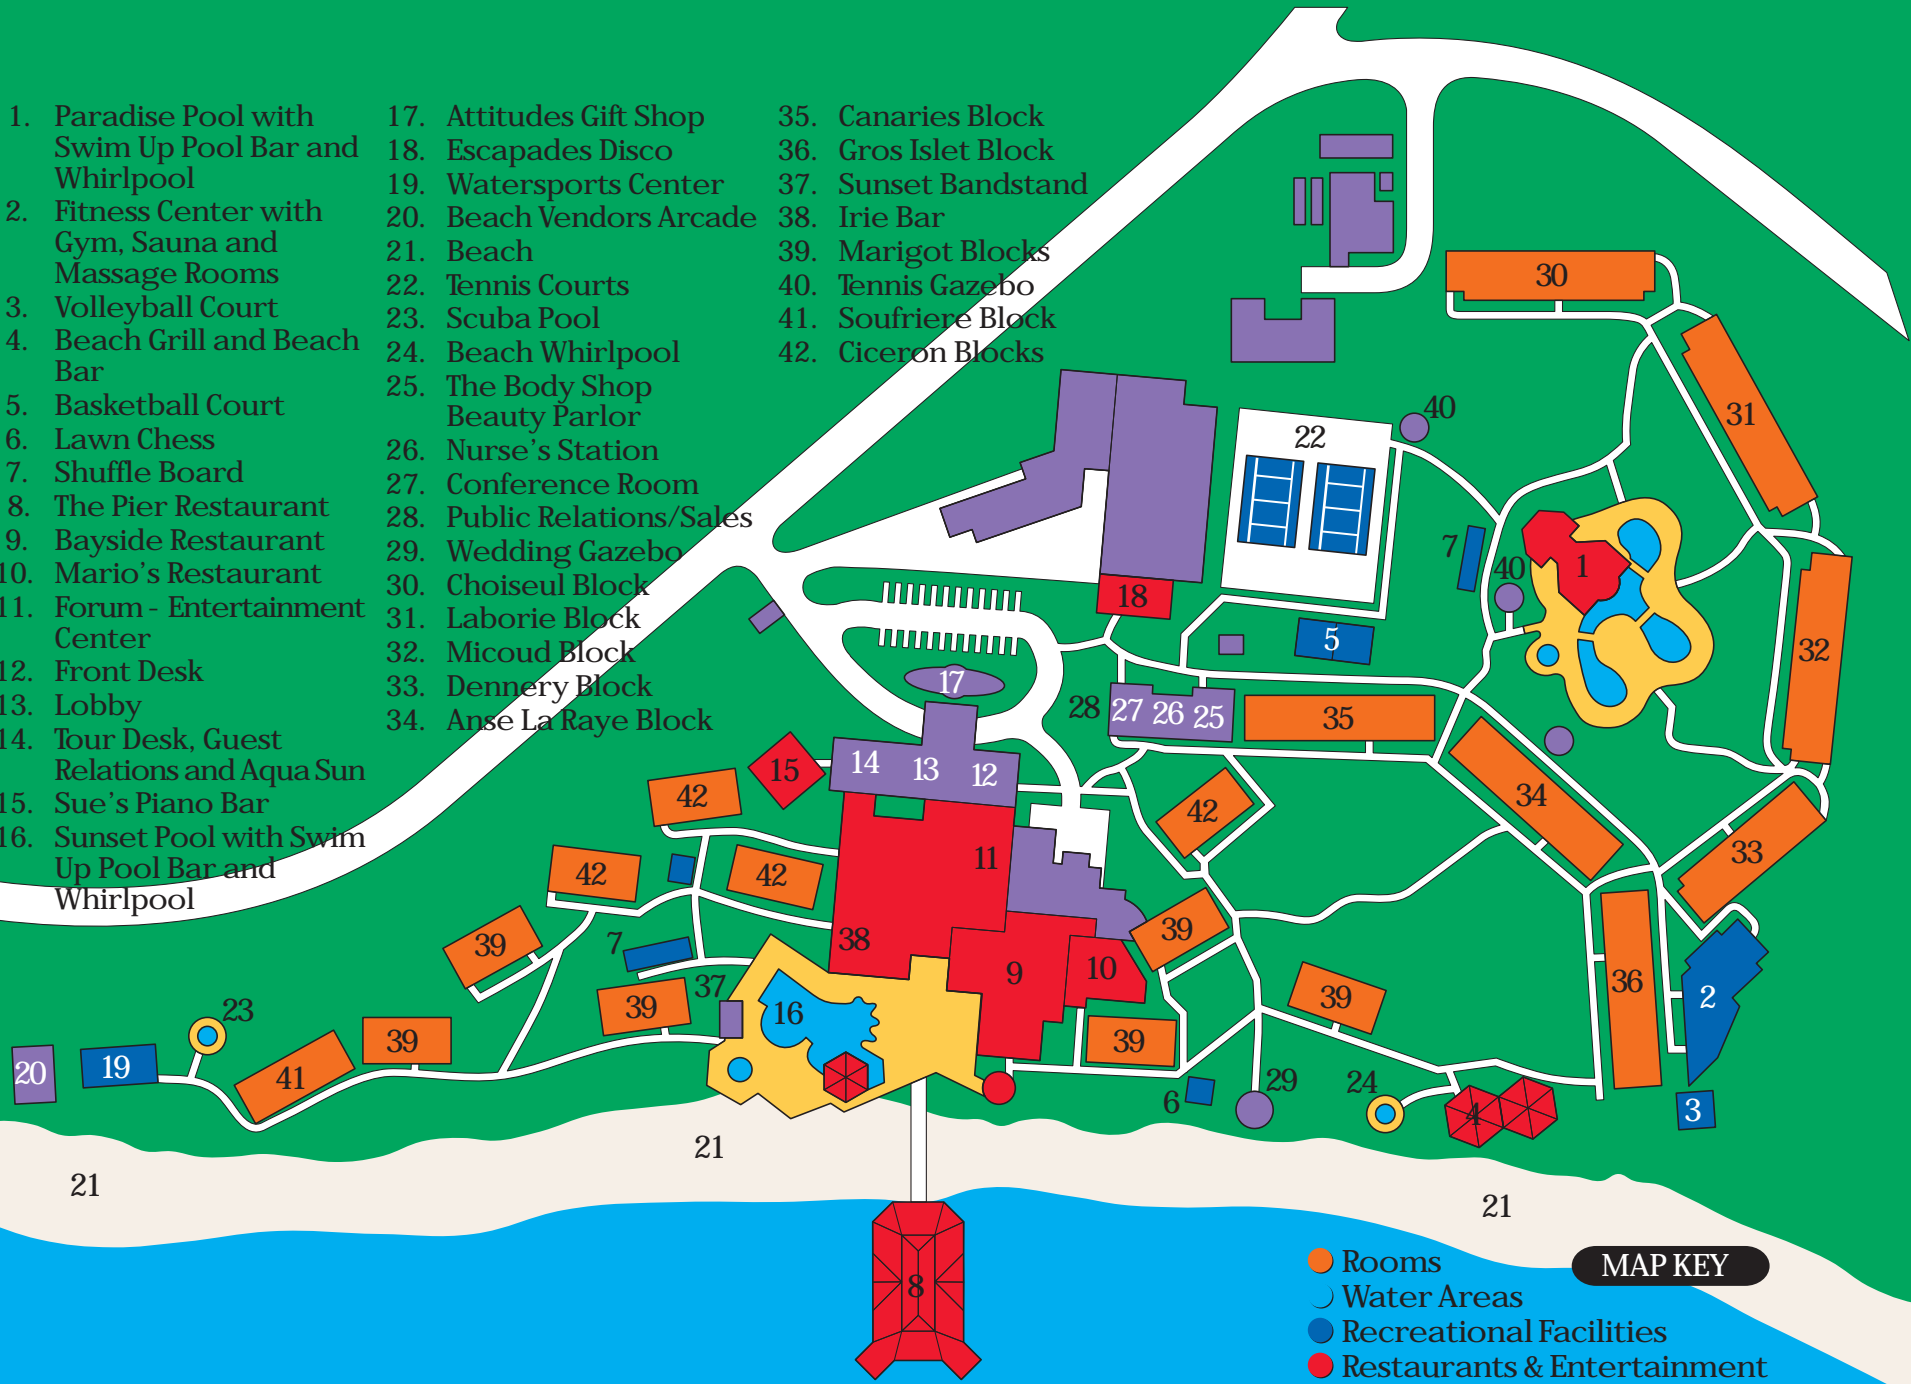 1. Paradise Pool with
Swim Up Pool Bar and
Whirlpool
2. Fitness Center with
Gym, Sauna and
Massage Rooms
3. Volleyball Court
4. Beach Grill and Beach
Bar
5. Basketball Court
6. Lawn Chess
7. Shuffle Board
8. The Pier Restaurant
9. Bayside Restaurant
10. Mario's Restaurant
11. Forum - Entertainment
Center
12. Front Desk
13. Lobby
14. Tour Desk, Guest
Relations and Aqua Sun
15. Sue's Piano Bar
16. Sunset Pool with Swim
Up Pool Bar and
Whirlpool
17. Attitudes Gift Shop
18. Escapades Disco
19. Watersports Center
20. Beach Vendors Arcade
21. Beach
22. Tennis Courts
23. Scuba Pool
24. Beach Whirlpool
25. The Body Shop
Beauty Parlor
26. Nurse's Station
27. Conference Room
28. Public Relations/Sales
29. Wedding Gazebo
30. Choiseul Block
31. Laborie Block
32. Micoud Block
33. Dennery Block
34. Anse La Raye Block
35. Canaries Block
36. Gros Islet Block
37. Sunset Bandstand
38. Irie Bar
39. Marigot Blocks
40. Tennis Gazebo
41. Soufriere Block
42. Ciceron Blocks
30
31
40
22
7
1
40
18
5
32
17
28 27 26 25
35
14 13 12
15
42
34
42
11
33
42
42
39
38
39
7
9
10
36
2
37
39
39
16
23
39
39
20
19
41
6
29
24
4
3
21
21
21
8
MAP KEY
Rooms
Water Areas
Recreational Facilities
Restaurants & Entertainment